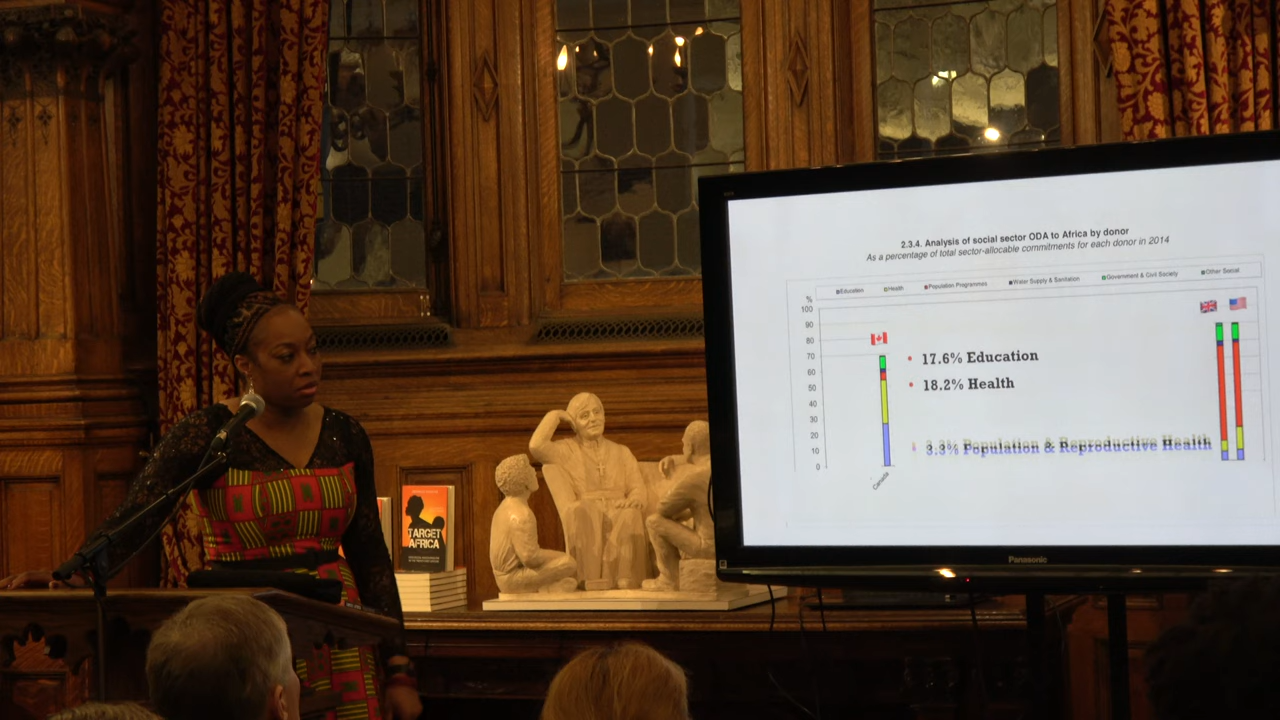 2.3.4. Analysis of social sector ODA to Africa by donor
As a percentage of total sector-allocable commitments for each donor in 2014
Education Health Population Programmes Water Supply & Sanitation Government & Civil Society Other Social
%
100
90
80
70
60
50
40
30
20
10
0
Canada
• 17.6% Education
• 18.2% Health
3.3% Population & Reproductive Health
Panasonic
TARGET
AFRICA